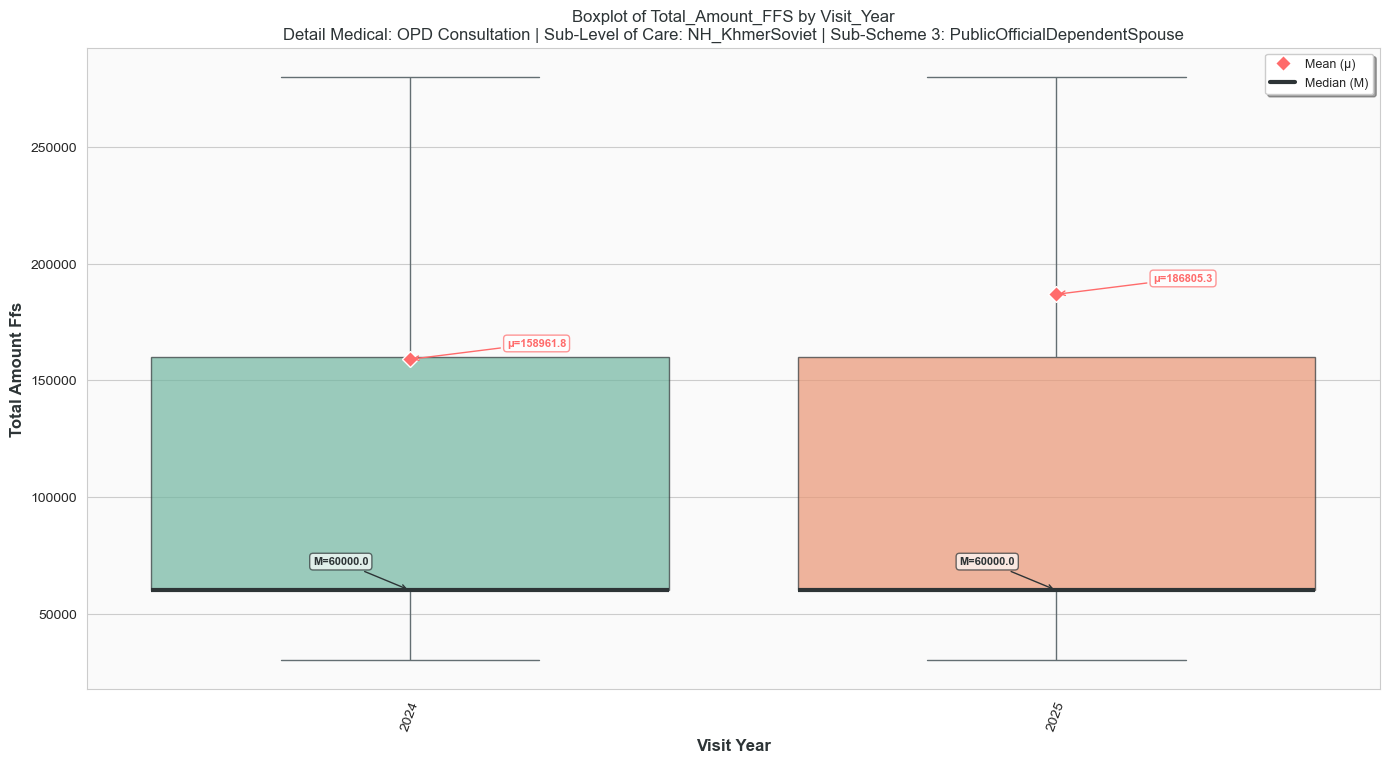 Boxplot of Total_Amount_FFS by Visit_Year
Detail Medical: OPD Consultation | Sub-Level of Care: NH_KhmerSoviet | Sub-Scheme 3: PublicOfficialDependentSpouse
Mean (μ)
Median (M)
Total Amount Ffs
250000
200000
150000
100000
50000
μ=158961.8
μ=186805.3
M=60000.0
M=60000.0
2024
2025
Visit Year